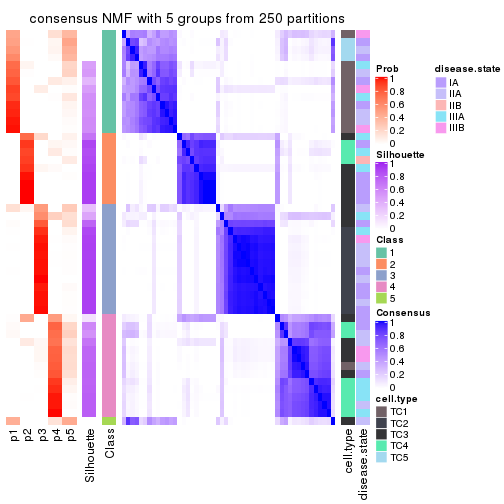 consensus NMF with 5 groups from 250 partitions
Prob
1
0.8
0.6
0.4
0.2
0
Silhouette
1
0.8
0.6
0.4
0.2
0
Class
1
2
3
4
5
Consensus
1
0.8
0.6
0.4
0.2
0
cell.type
TC1
TC2
TC3
TC4
TC5
disease.state
IA
IIA
IIB
IIIA
IIIB
p1
p2
p3
p4
p5
Silhouette
Class
cell.type
disease.state